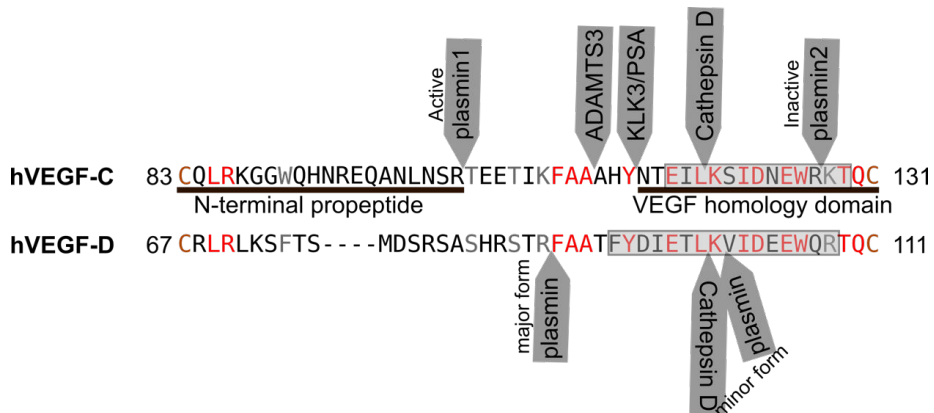 Active
plasmin1
ADAMTS3
KLK3/PSA
Cathepsin D
Inactive
plasmin2
hVEGF-C 83 CQLRKGGWQHNREQANLNSRTEETIKFAAAHYNTEILKSIDNEWRKTQC 131
N-terminal propeptide VEGF homology domain
hVEGF-D 67 CRLRLKSFTS----MDSRSASHRSTRFAATFYDIETLKVIDEEWQRTQC 111
major form
plasmin
Cathepsin D
plasmin
minor form